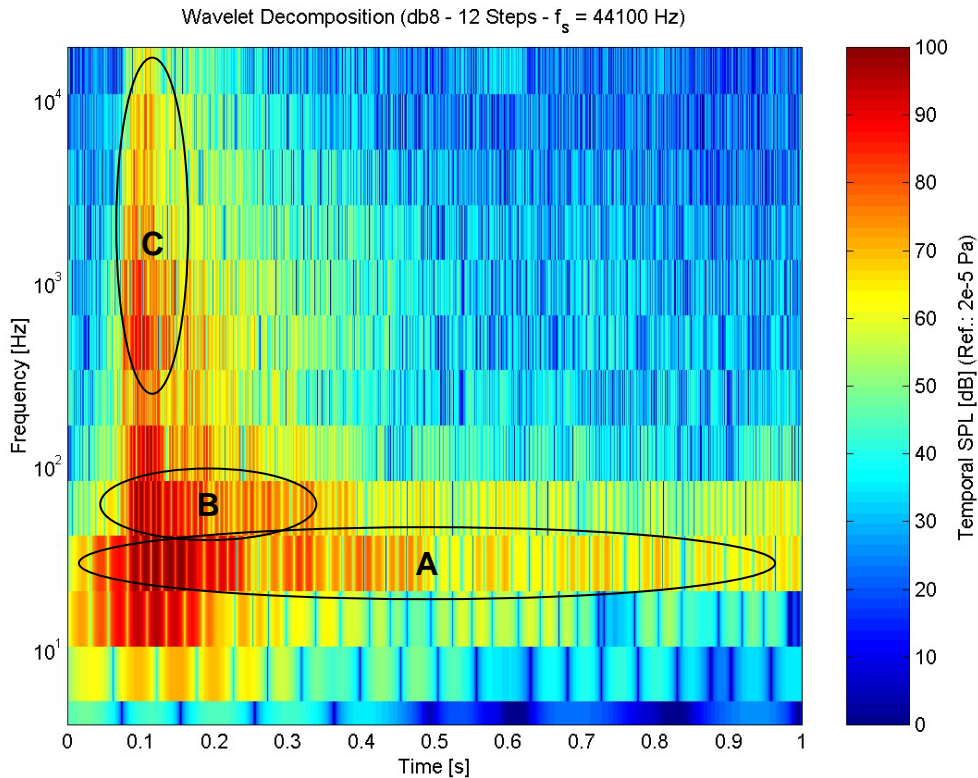 Wavelet Decomposition (db8 - 12 Steps - fs = 44100 Hz)
Frequency [Hz]
10^4
10^3
10^2
10^1
C
B
A
0 0.1 0.2 0.3 0.4 0.5 0.6 0.7 0.8 0.9 1
Time [s]
100
90
80
70
60
50
40
30
20
10
0
Temporal SPL [dB] (Ref.: 2e-5 Pa)